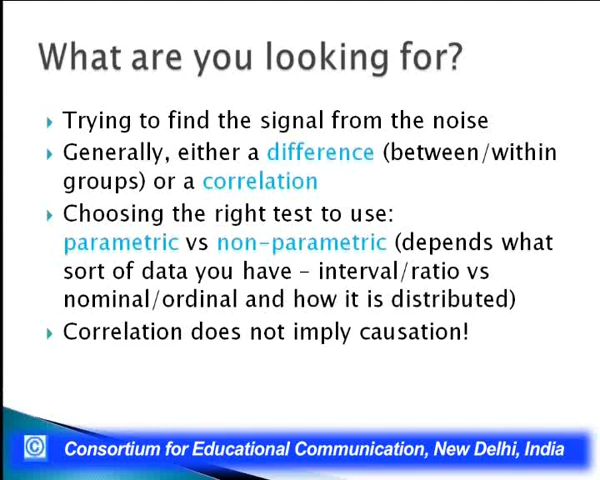 What are you looking for?
Trying to find the signal from the noise
Generally, either a difference (between/within
groups) or a correlation
Choosing the right test to use:
parametric vs non-parametric (depends what
sort of data you have – interval/ratio vs
nominal/ordinal and how it is distributed)
Correlation does not imply causation!
© Consortium for Educational Communication, New Delhi, India